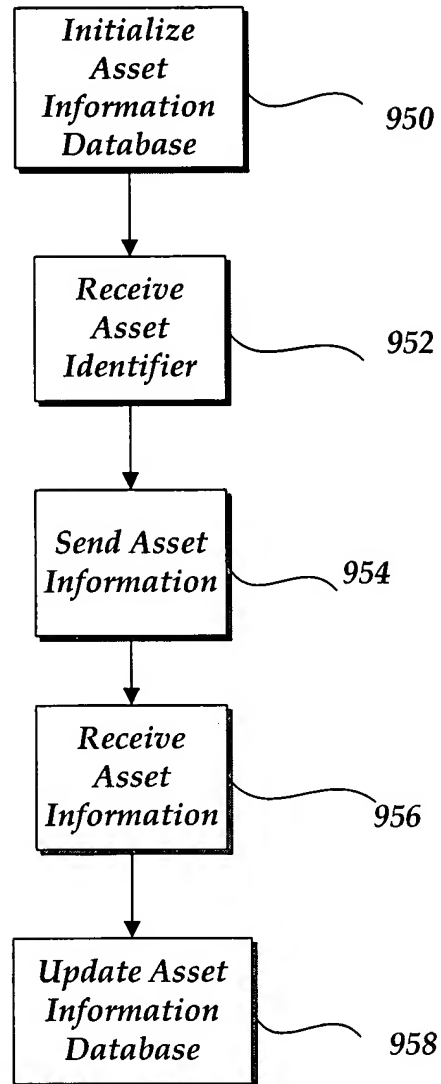 Initialize
Asset
Information
Database
950
Receive
Asset
Identifier
952
Send Asset
Information
954
Receive
Asset
Information
956
Update Asset
Information
Database
958